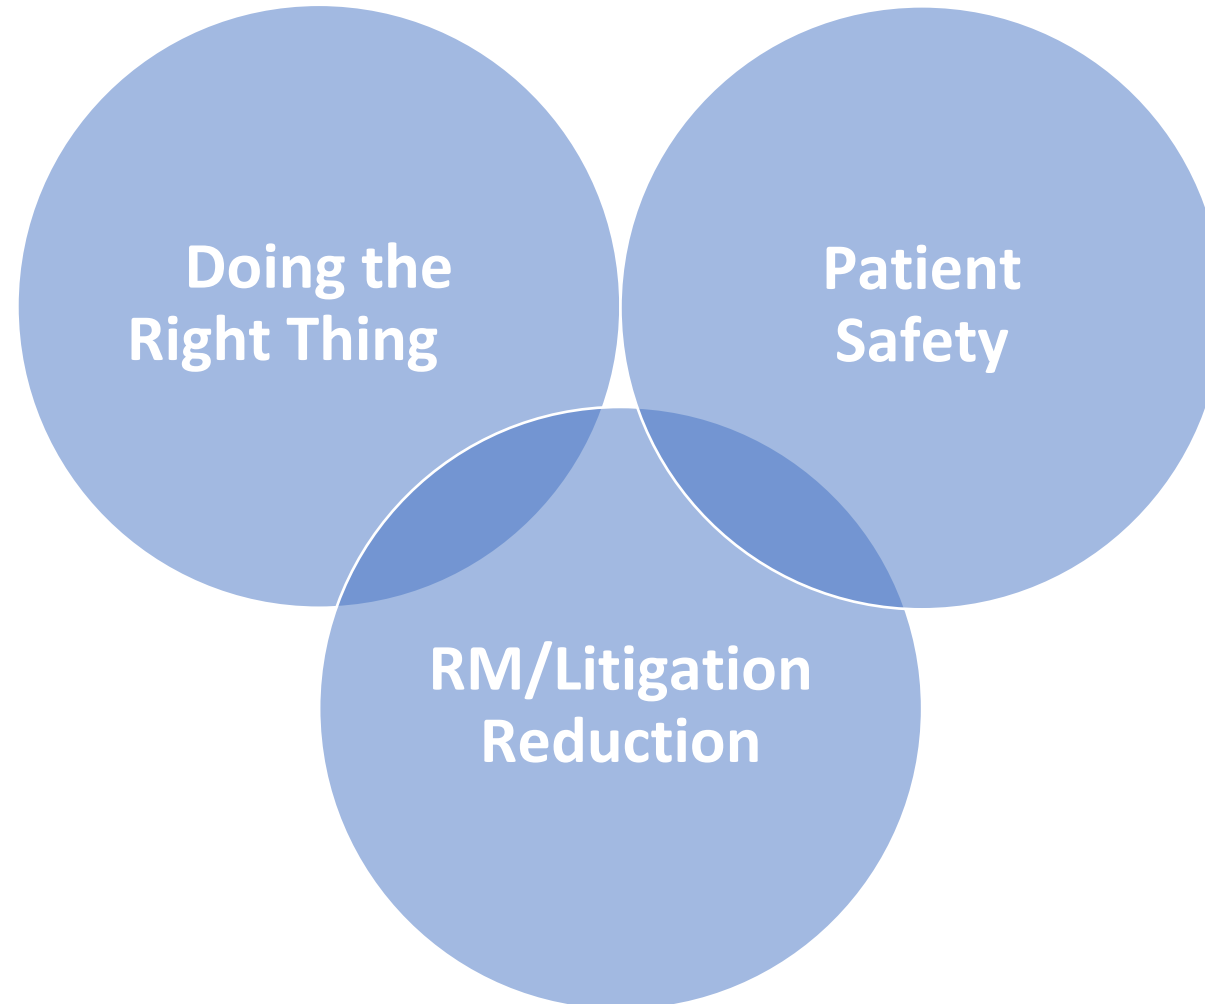 Doing the
Right Thing
Patient
Safety
RM/Litigation
Reduction